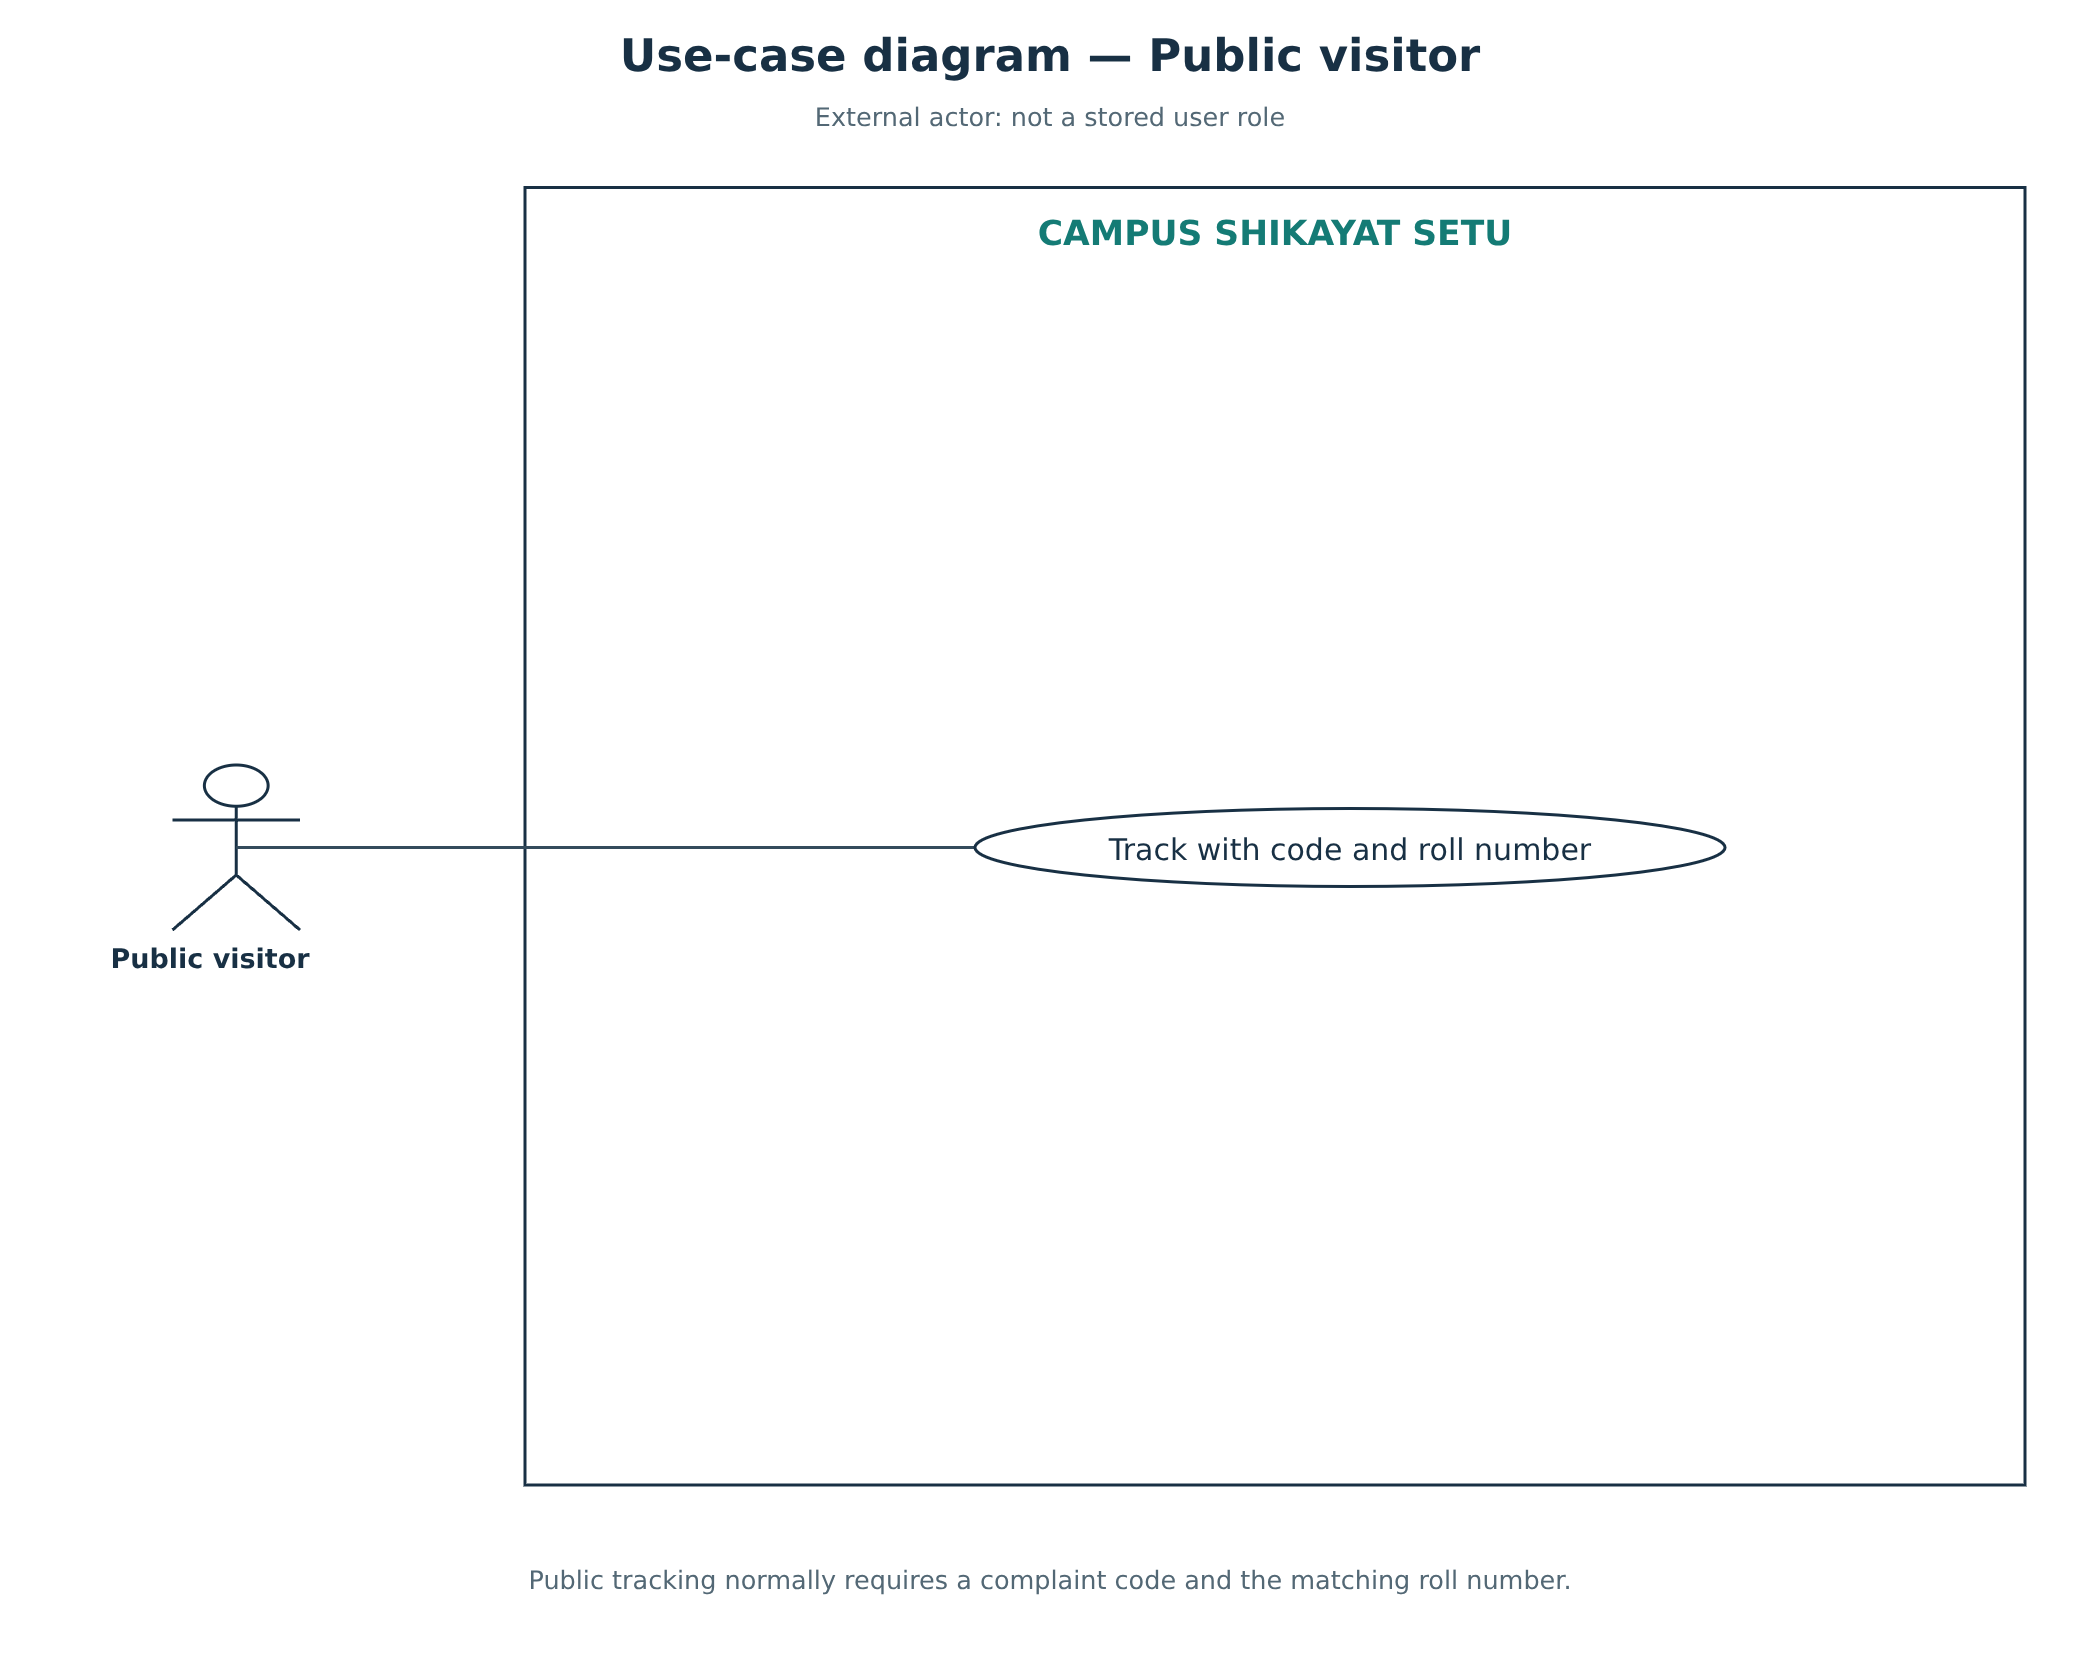 Use-case diagram — Public visitor
External actor: not a stored user role
CAMPUS SHIKAYAT SETU
Track with code and roll number
Public visitor
Public tracking normally requires a complaint code and the matching roll number.